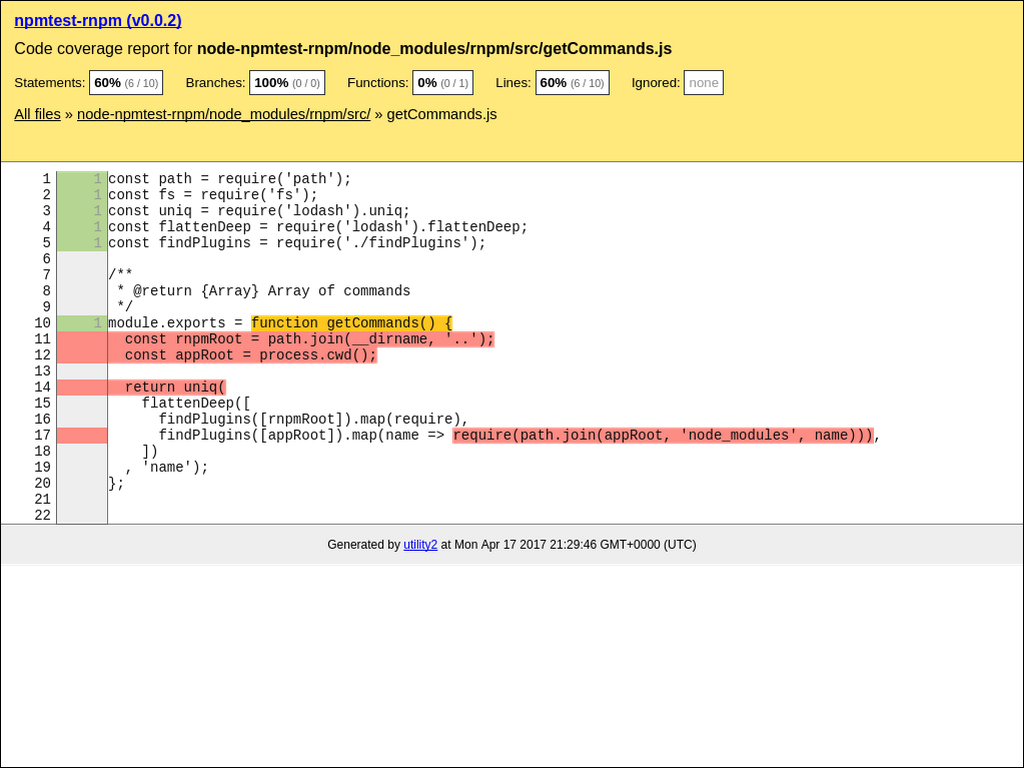 npmtest-rnpm (v0.0.2)
Code coverage report for node-npmtest-rnpm/node_modules/rnpm/src/getCommands.js
Statements: 60% (6 / 10) Branches: 100% (0 / 0) Functions: 0% (0 / 1) Lines: 60% (6 / 10) Ignored: none
All files » node-npmtest-rnpm/node_modules/rnpm/src/ » getCommands.js
1 1 const path = require('path');
2 1 const fs = require('fs');
3 1 const uniq = require('lodash').uniq;
4 1 const flattenDeep = require('lodash').flattenDeep;
5 1 const findPlugins = require('./findPlugins');
6
7 /**
8  * @return {Array} Array of commands
9  */
10 1 module.exports = function getCommands() {
11   const rnpmRoot = path.join(__dirname, '..');
12   const appRoot = process.cwd();
13
14   return uniq(
15     flattenDeep([
16       findPlugins([rnpmRoot]).map(require),
17       findPlugins([appRoot]).map(name => require(path.join(appRoot, 'node_modules', name))),
18     ])
19   , 'name');
20 };
21
22
Generated by utility2 at Mon Apr 17 2017 21:29:46 GMT+0000 (UTC)